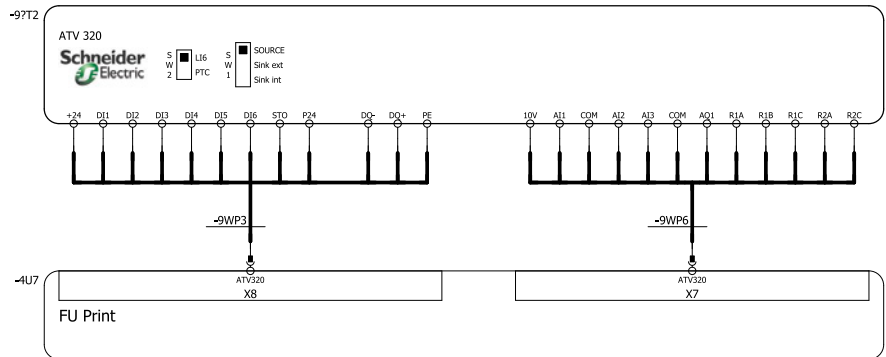 -9?T2
ATV 320
Schneider
Electric
S
W
2
LI6
PTC
S
W
1
SOURCE
Sink ext
Sink int
+24 DI1 DI2 DI3 DI4 DI5 DI6 STO P24 DQ- DQ+ PE 10V AI1 COM AI2 AI3 COM AQ1 R1A R1B R1C R2A R2C
-9WP3 -9WP6
-4U7
ATV320 ATV320
X8 X7
FU Print